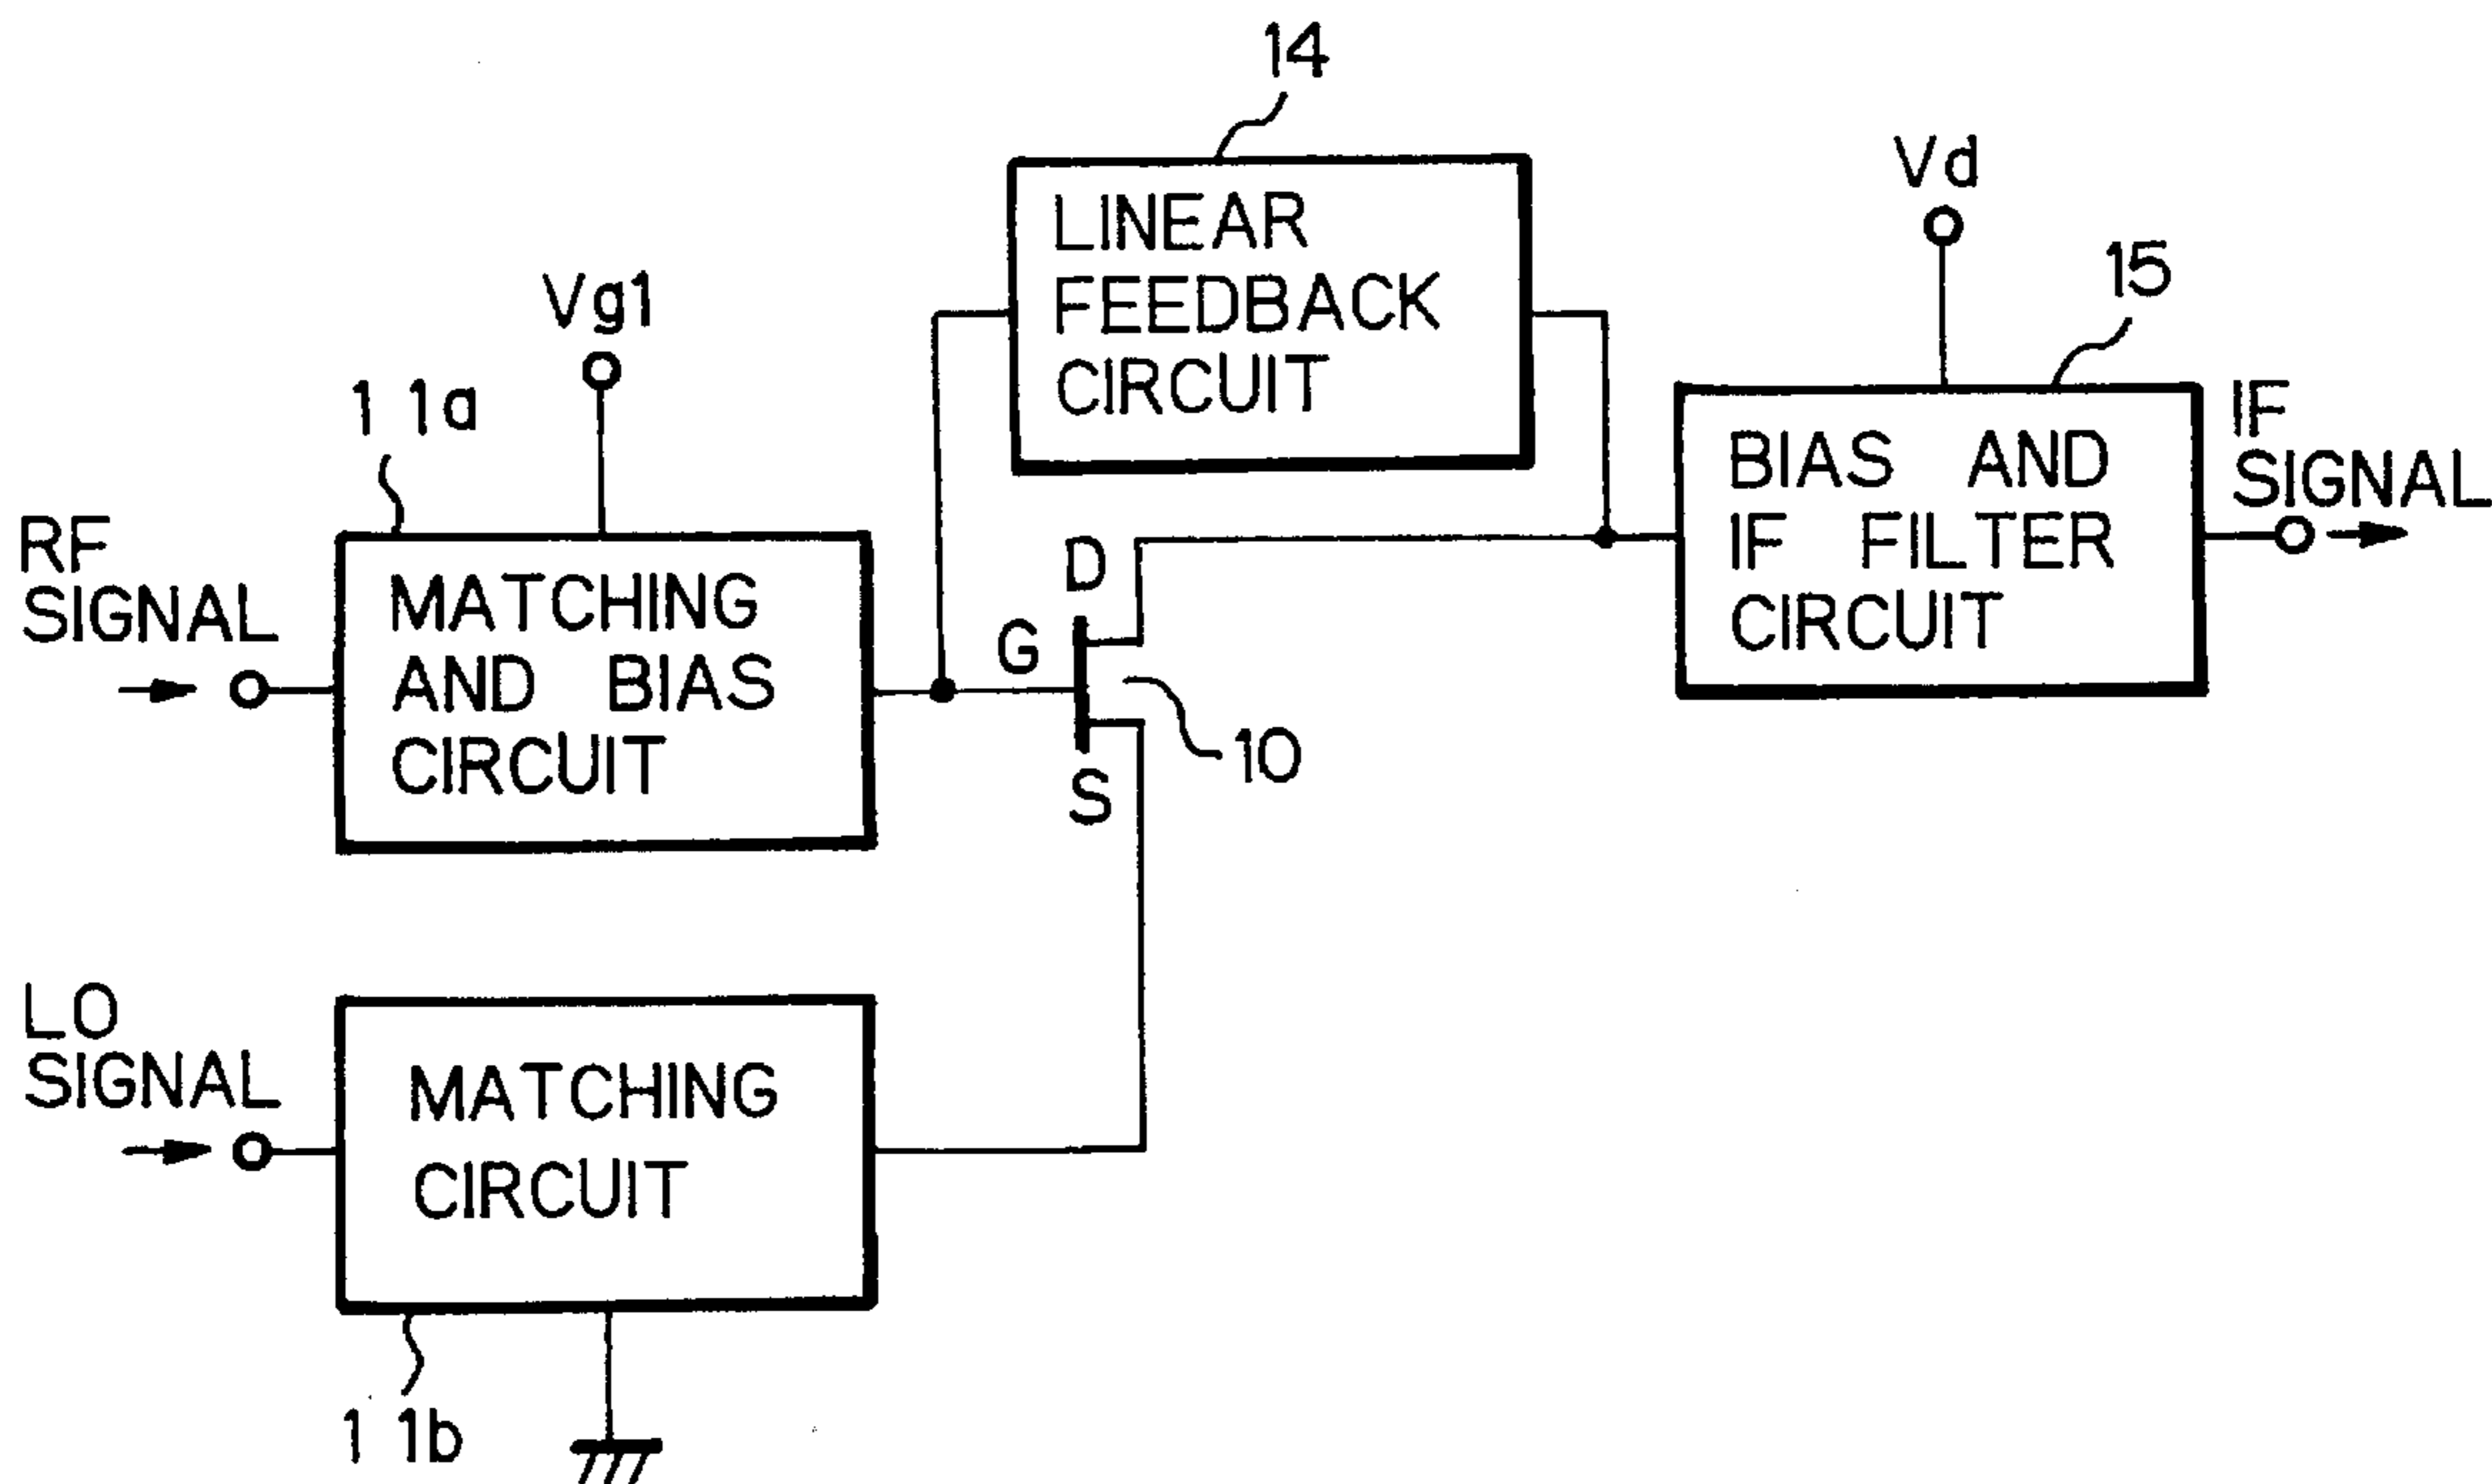 14
LINEAR
FEEDBACK
CIRCUIT
Vd
15
Vg1
11a
RF
SIGNAL
MATCHING
AND BIAS
CIRCUIT
D
G
S
10
BIAS AND
IF FILTER
CIRCUIT
IF
SIGNAL
LO
SIGNAL
MATCHING
CIRCUIT
11b